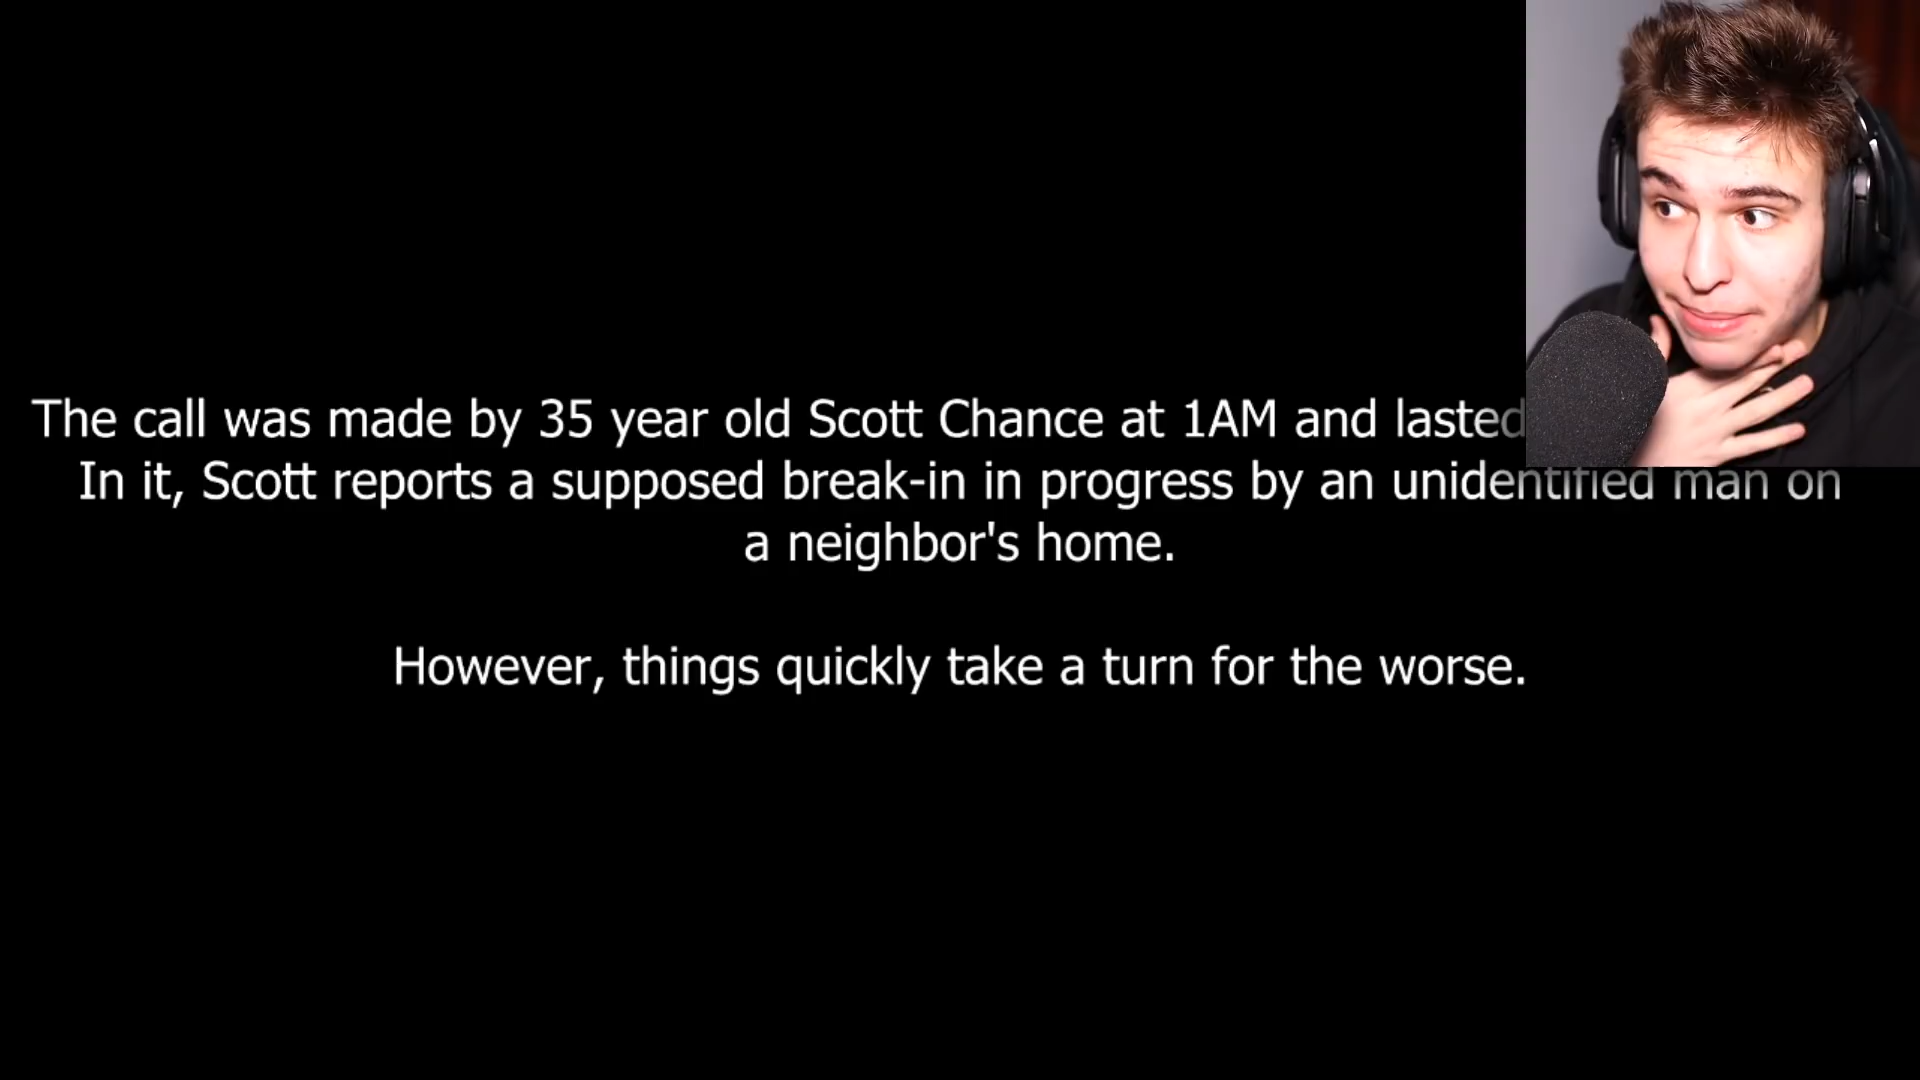 The call was made by 35 year old Scott Chance at 1AM and lasted
In it, Scott reports a supposed break-in in progress by an unidentified man on
a neighbor's home.
However, things quickly take a turn for the worse.